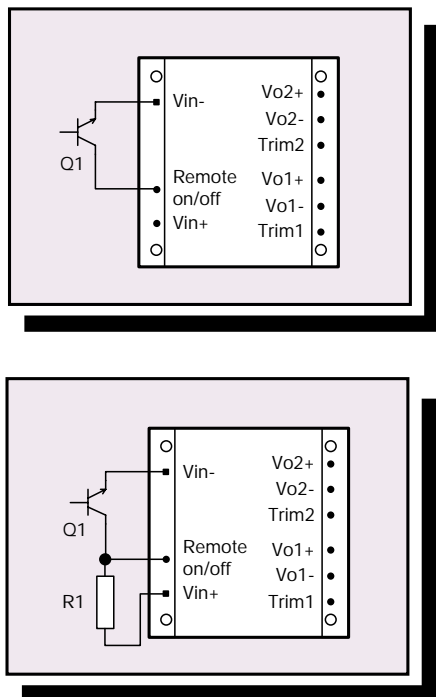 Vin-
Q1
Remote
on/off
Vin+
Vo2+
Vo2-
Trim2
Vo1+
Vo1-
Trim1
Vin-
Q1
Remote
on/off
Vin+
R1
Vo2+
Vo2-
Trim2
Vo1+
Vo1-
Trim1